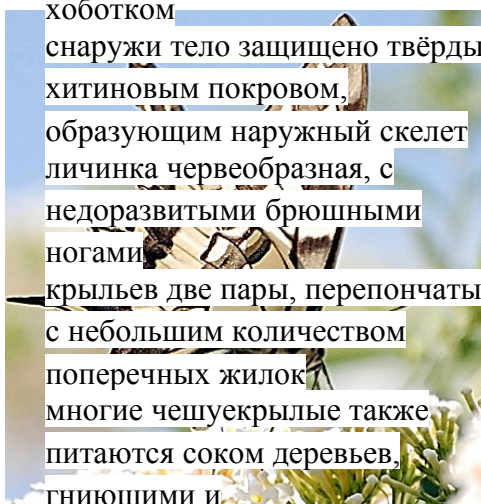 хоботком
снаружи тело защищено твёрды
хитиновым покровом,
образующим наружный скелет
личинка червеобразная, с
недоразвитыми брюшными
ногами
крыльев две пары, перепончаты
с небольшим количеством
поперечных жилок
многие чешуекрылые также
питаются соком деревьев,
гниющими и